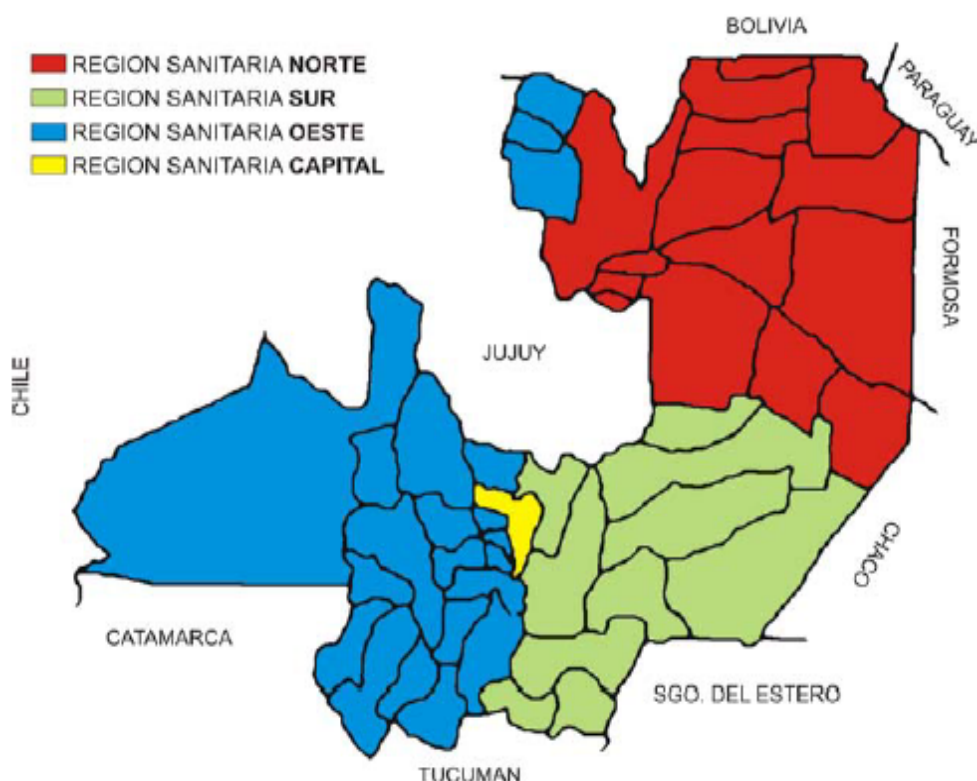 BOLIVIA
REGION SANITARIA NORTE
REGION SANITARIA SUR
REGION SANITARIA OESTE
REGION SANITARIA CAPITAL
PARAGUAY
FORMOSA
JUJUY
CHILE
CHACO
CATAMARCA
SGO. DEL ESTERO
TUCUMAN